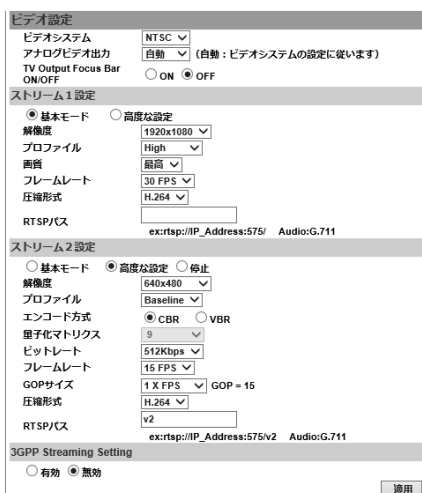 ビデオ設定
ビデオシステム NTSC
アナログビデオ出力 自動 (自動：ビデオシステムの設定に従います)
TV Output Focus Bar
ON/OFF ON OFF
ストリーム1設定
基本モード 高度な設定
解像度 1920x1080
プロファイル High
画質 最高
フレームレート 30 FPS
圧縮形式 H.264
RTSPパス
ex:rtsp://IP_Address:575/ Audio:G.711
ストリーム2設定
基本モード 高度な設定 停止
解像度 640x480
プロファイル Baseline
エンコード方式 CBR VBR
量子化マトリクス 9
ビットレート 512Kbps
フレームレート 15 FPS
GOPサイズ 1 X FPS GOP = 15
圧縮形式 H.264
RTSPパス v2
ex:rtsp://IP_Address:575/v2 Audio:G.711
3GPP Streaming Setting
有効 無効
適用